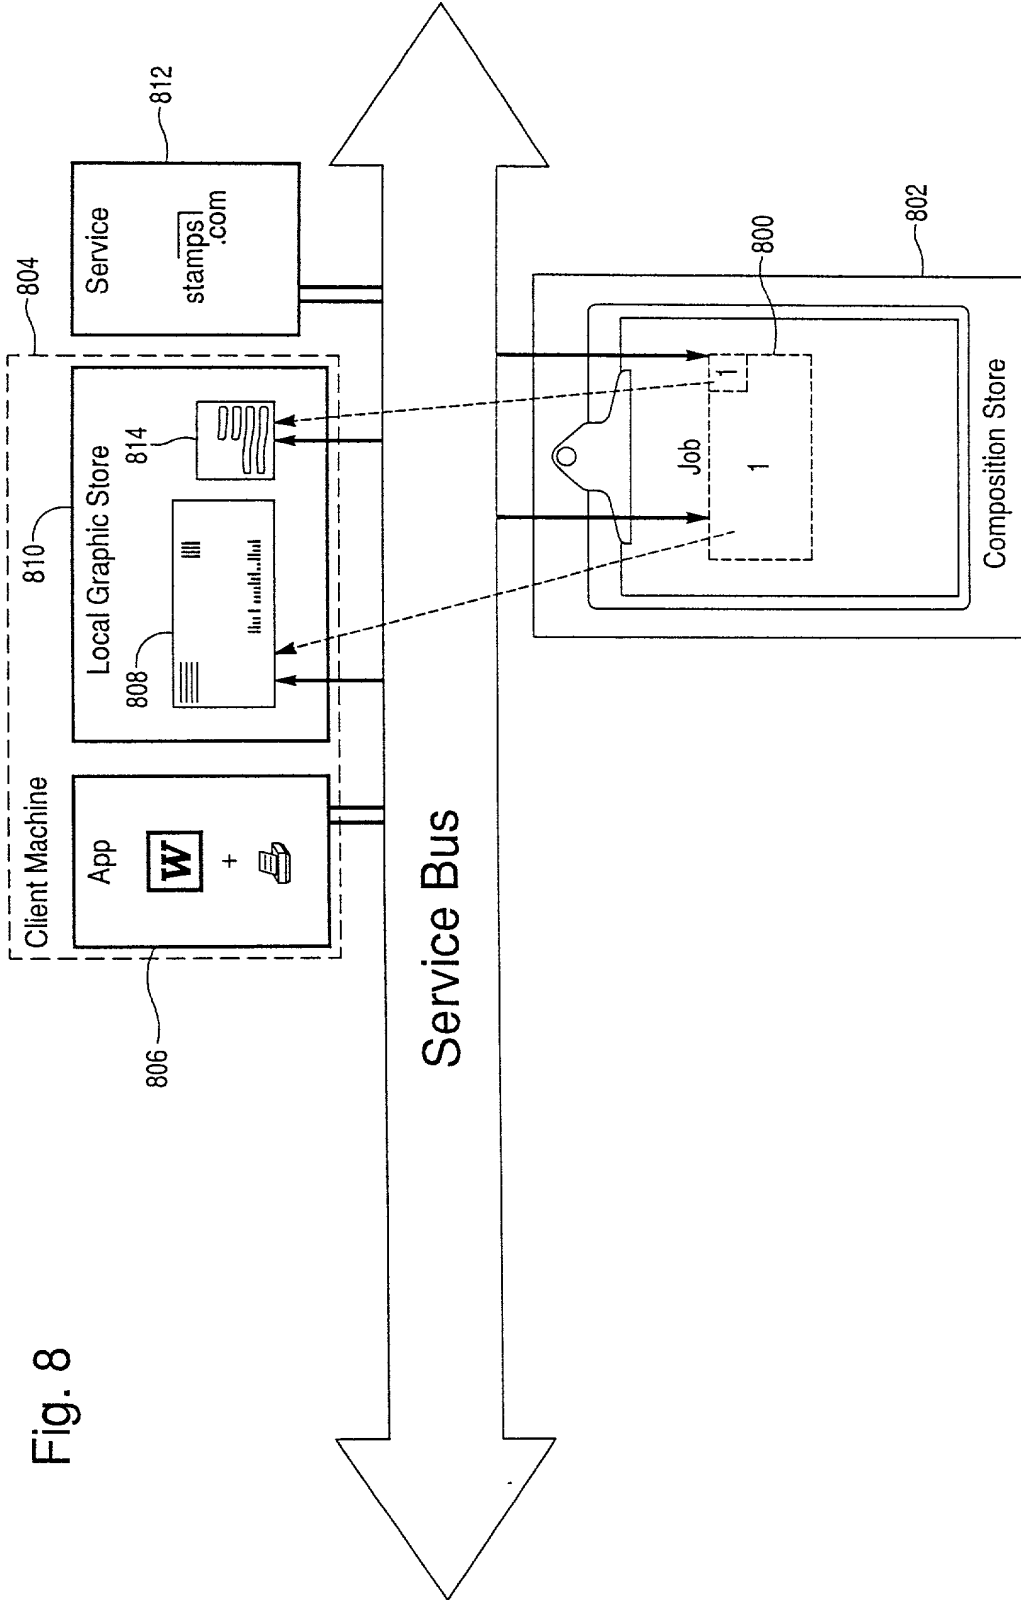 Fig. 8
Client Machine
804
806
App
W
+
810
Local Graphic Store
808
814
812
Service
stamps
.com
Service Bus
Job
1
1
800
802
Composition Store